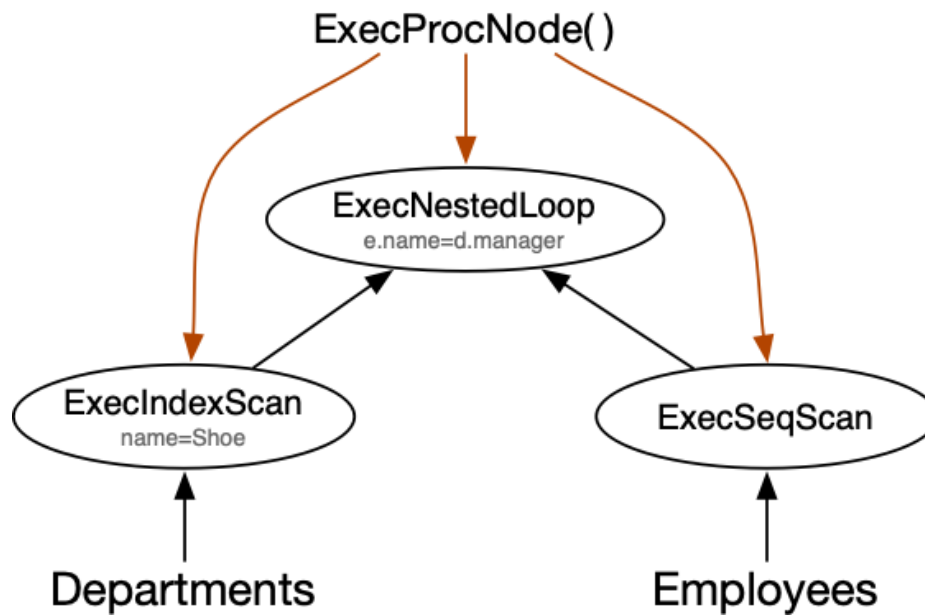 ExecProcNode( )
ExecNestedLoop
e.name=d.manager
ExecIndexScan
name=Shoe
ExecSeqScan
Departments
Employees